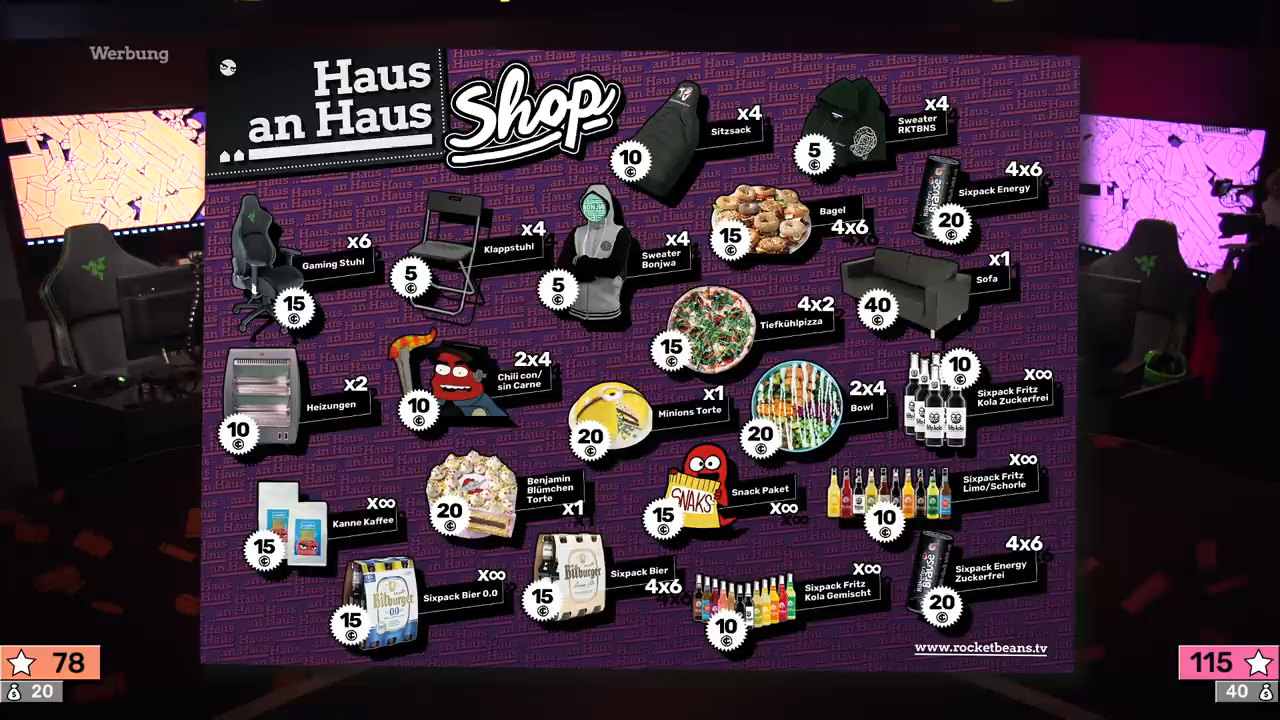 Werbung
Haus
an Haus
Shop
x4
Sitzsack
10
x4
Sweater
RKTBNS
5
4x6
Sixpack Energy
20
x6
Gaming Stuhl
15
x4
Klappstuhl
5
x4
Sweater
Bonjwa
5
Bagel
4x6
15
x1
Sofa
40
4x2
Tiefkühlpizza
15
x2
Heizungen
10
2x4
Chili con/
sin Carne
10
x1
Minions Torte
20
2x4
Bowl
20
10
x∞
Sixpack Fritz
Kola Zuckerfrei
x∞
Kanne Kaffee
15
Benjamin
Blümchen
Torte
x1
20
SNAKS
Snack Paket
x∞
15
x∞
Sixpack Fritz
Limo/Schorle
10
x∞
Sixpack Bier 0,0
Bitburger
0,0
15
Bitburger
Sixpack Bier
4x6
15
x∞
Sixpack Fritz
Kola Gemischt
10
4x6
Sixpack Energy
Zuckerfrei
20
www.rocketbeans.tv
78
20
115
40